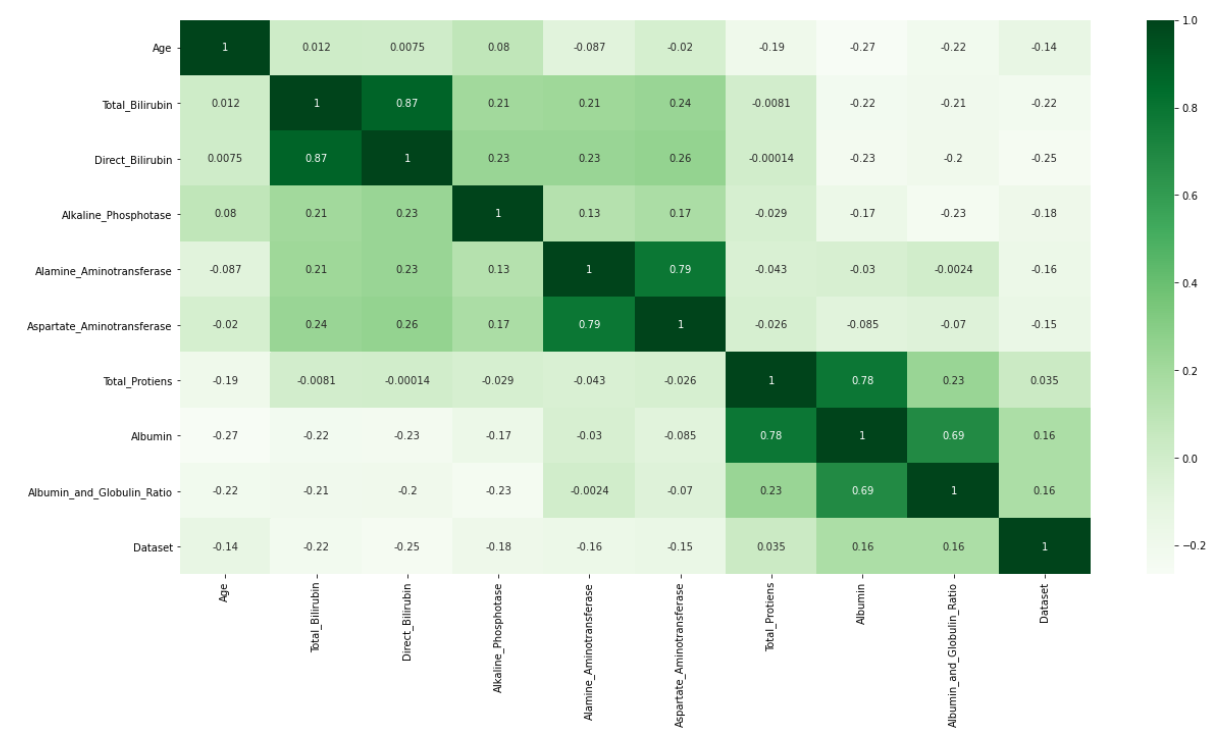 Age 1 0.012 0.0075 0.08 -0.087 -0.02 -0.19 -0.27 -0.22 -0.14
Total_Bilirubin 0.012 1 0.87 0.21 0.21 0.24 -0.0081 -0.22 -0.21 -0.22
Direct_Bilirubin 0.0075 0.87 1 0.23 0.23 0.26 -0.00014 -0.23 -0.2 -0.25
Alkaline_Phosphotase 0.08 0.21 0.23 1 0.13 0.17 -0.029 -0.17 -0.23 -0.18
Alamine_Aminotransferase -0.087 0.21 0.23 0.13 1 0.79 -0.043 -0.03 -0.0024 -0.16
Aspartate_Aminotransferase -0.02 0.24 0.26 0.17 0.79 1 -0.026 -0.085 -0.07 -0.15
Total_Protiens -0.19 -0.0081 -0.00014 -0.029 -0.043 -0.026 1 0.78 0.23 0.035
Albumin -0.27 -0.22 -0.23 -0.17 -0.03 -0.085 0.78 1 0.69 0.16
Albumin_and_Globulin_Ratio -0.22 -0.21 -0.2 -0.23 -0.0024 -0.07 0.23 0.69 1 0.16
Dataset -0.14 -0.22 -0.25 -0.18 -0.16 -0.15 0.035 0.16 0.16 1
Age
Total_Bilirubin
Direct_Bilirubin
Alkaline_Phosphotase
Alamine_Aminotransferase
Aspartate_Aminotransferase
Total_Protiens
Albumin
Albumin_and_Globulin_Ratio
Dataset
1.0
0.8
0.6
0.4
0.2
0.0
−0.2